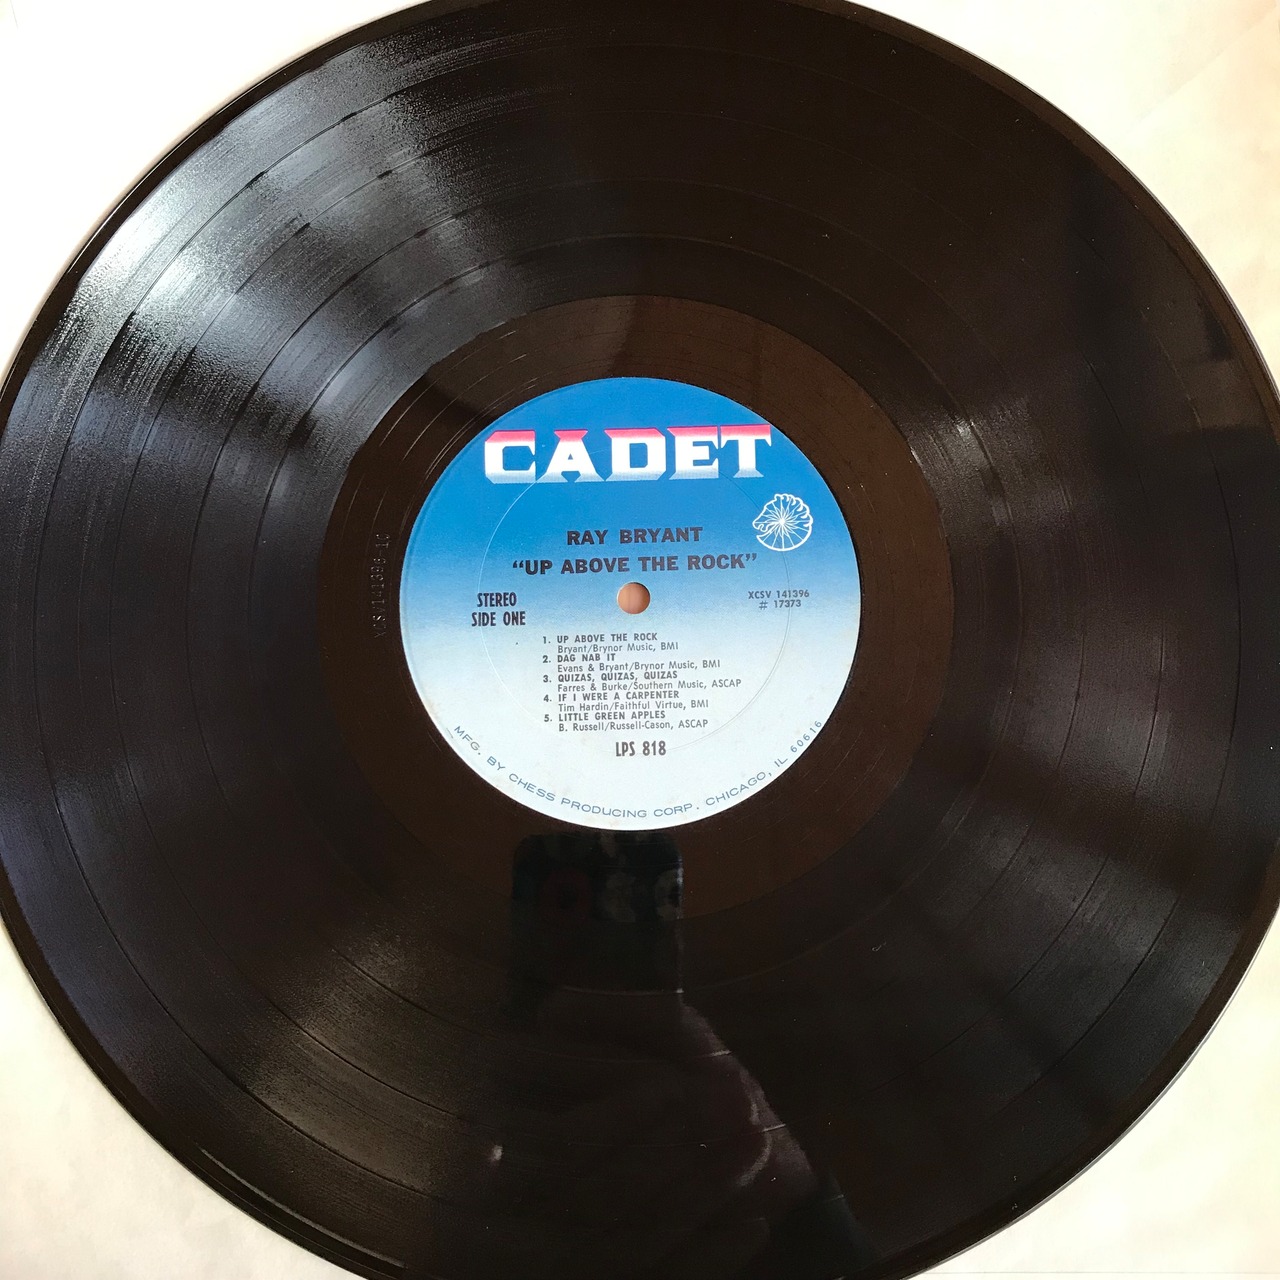 CADET
RAY BRYANT
“UP ABOVE THE ROCK”
STEREO
SIDE ONE
XCSV 141396
# 17373
1. UP ABOVE THE ROCK
Bryant/Brynor Music, BMI
2. DAG NAB IT
Evans & Bryant/Brynor Music, BMI
3. QUIZAS, QUIZAS, QUIZAS
Farres & Burke/Southern Music, ASCAP
4. IF I WERE A CARPENTER
Tim Hardin/Faithful Virtue, BMI
5. LITTLE GREEN APPLES
B. Russell/Russell-Cason, ASCAP
LPS 818
MFG. BY CHESS PRODUCING CORP. CHICAGO, IL 60616